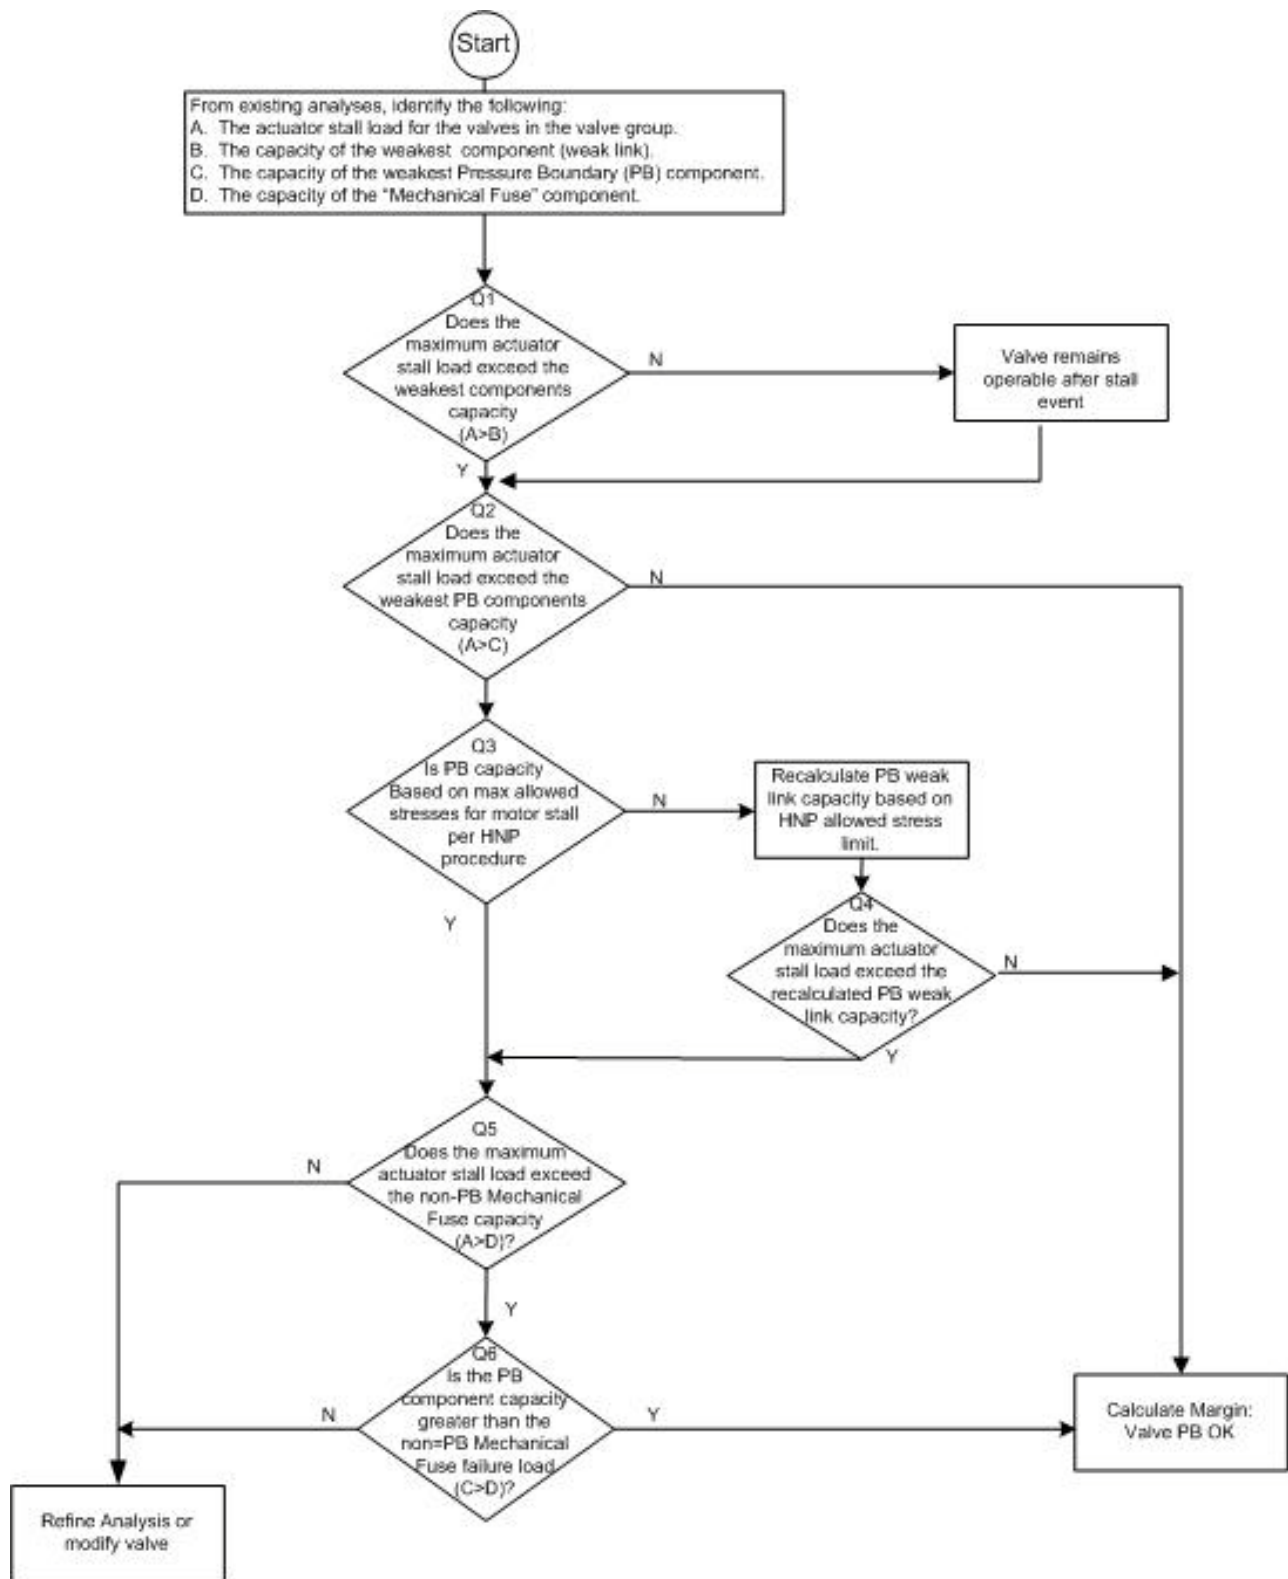 Start
From existing analyses, identify the following:
A. The actuator stall load for the valves in the valve group.
B. The capacity of the weakest component (weak link).
C. The capacity of the weakest Pressure Boundary (PB) component.
D. The capacity of the “Mechanical Fuse” component.
Q1
Does the
maximum actuator
stall load exceed the
weakest components
capacity
(A>B)
N
Valve remains
operable after stall
event
Y
Q2
Does the
maximum actuator
stall load exceed the
weakest PB components
capacity
(A>C)
N
Q3
Is PB capacity
Based on max allowed
stresses for motor stall
per HNP
procedure
N
Recalculate PB weak
link capacity based on
HNP allowed stress
limit.
Y
Q4
Does the
maximum actuator
stall load exceed the
recalculated PB weak
link capacity?
N
Y
Q5
Does the maximum
actuator stall load exceed
the non-PB Mechanical
Fuse capacity
(A>D)?
N
Y
Q6
Is the PB
component capacity
greater than the
non=PB Mechanical
Fuse failure load
(C>D)?
N
Y
Calculate Margin:
Valve PB OK
Refine Analysis or
modify valve